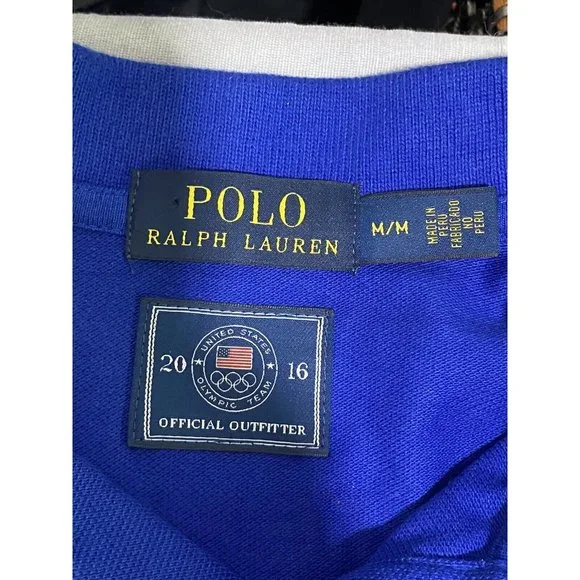 POLO
RALPH LAUREN
M/M
MADE IN
PERU
FABRICADO
NO
PERU
UNITED STATES
20 16
OLYMPIC TEAM
OFFICIAL OUTFITTER